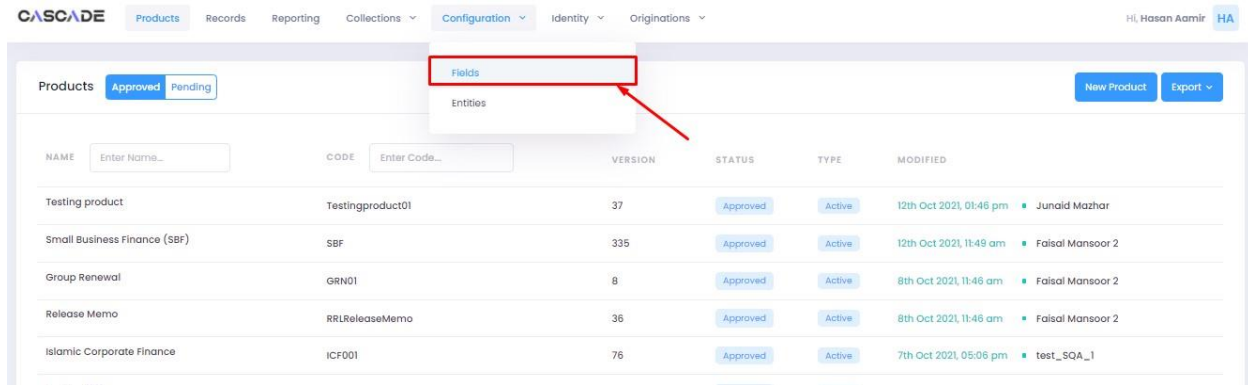 CASCADE Products Records Reporting Collections Configuration Identity Originations Hi, Hasan Aamir HA
Fields
Entities
Products Approved Pending New Product Export
NAME Enter Name... CODE Enter Code... VERSION STATUS TYPE MODIFIED
Testing product Testingproduct01 37 Approved Active 12th Oct 2021, 01:46 pm Junaid Mazhar
Small Business Finance (SBF) SBF 335 Approved Active 12th Oct 2021, 11:49 am Faisal Mansoor 2
Group Renewal GRN01 8 Approved Active 8th Oct 2021, 11:46 am Faisal Mansoor 2
Release Memo RRLReleaseMemo 36 Approved Active 8th Oct 2021, 11:46 am Faisal Mansoor 2
Islamic Corporate Finance ICF001 76 Approved Active 7th Oct 2021, 05:06 pm test_SQA_1